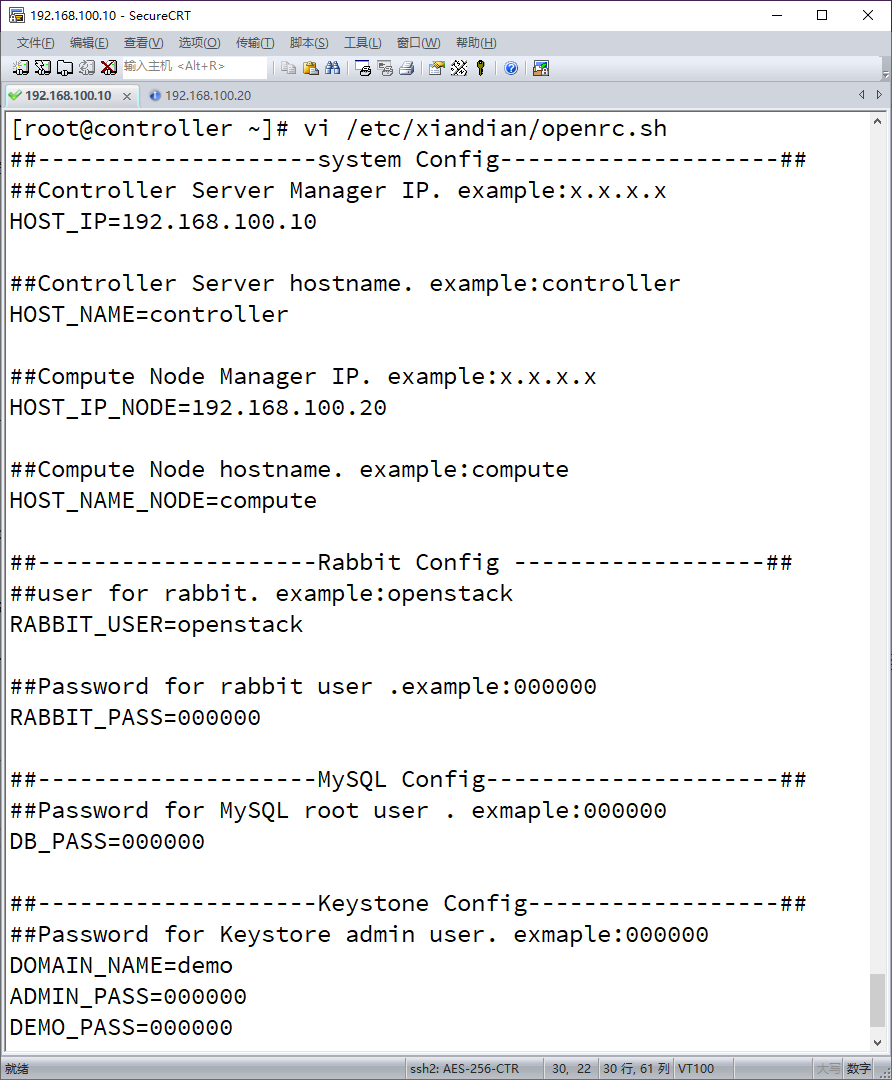 192.168.100.10 - SecureCRT
文件(F) 编辑(E) 查看(V) 选项(O) 传输(T) 脚本(S) 工具(L) 窗口(W) 帮助(H)
输入主机 <Alt+R>
192.168.100.10 × 192.168.100.20
[root@controller ~]# vi /etc/xiandian/openrc.sh
##--------------------system Config--------------------##
##Controller Server Manager IP. example:x.x.x.x
HOST_IP=192.168.100.10
##Controller Server hostname. example:controller
HOST_NAME=controller
##Compute Node Manager IP. example:x.x.x.x
HOST_IP_NODE=192.168.100.20
##Compute Node hostname. example:compute
HOST_NAME_NODE=compute
##--------------------Rabbit Config ------------------##
##user for rabbit. example:openstack
RABBIT_USER=openstack
##Password for rabbit user .example:000000
RABBIT_PASS=000000
##--------------------MySQL Config---------------------##
##Password for MySQL root user . exmaple:000000
DB_PASS=000000
##--------------------Keystone Config------------------##
##Password for Keystore admin user. exmaple:000000
DOMAIN_NAME=demo
ADMIN_PASS=000000
DEMO_PASS=000000
就绪 ssh2: AES-256-CTR 30, 22 30 行, 61 列 VT100 大写 数字